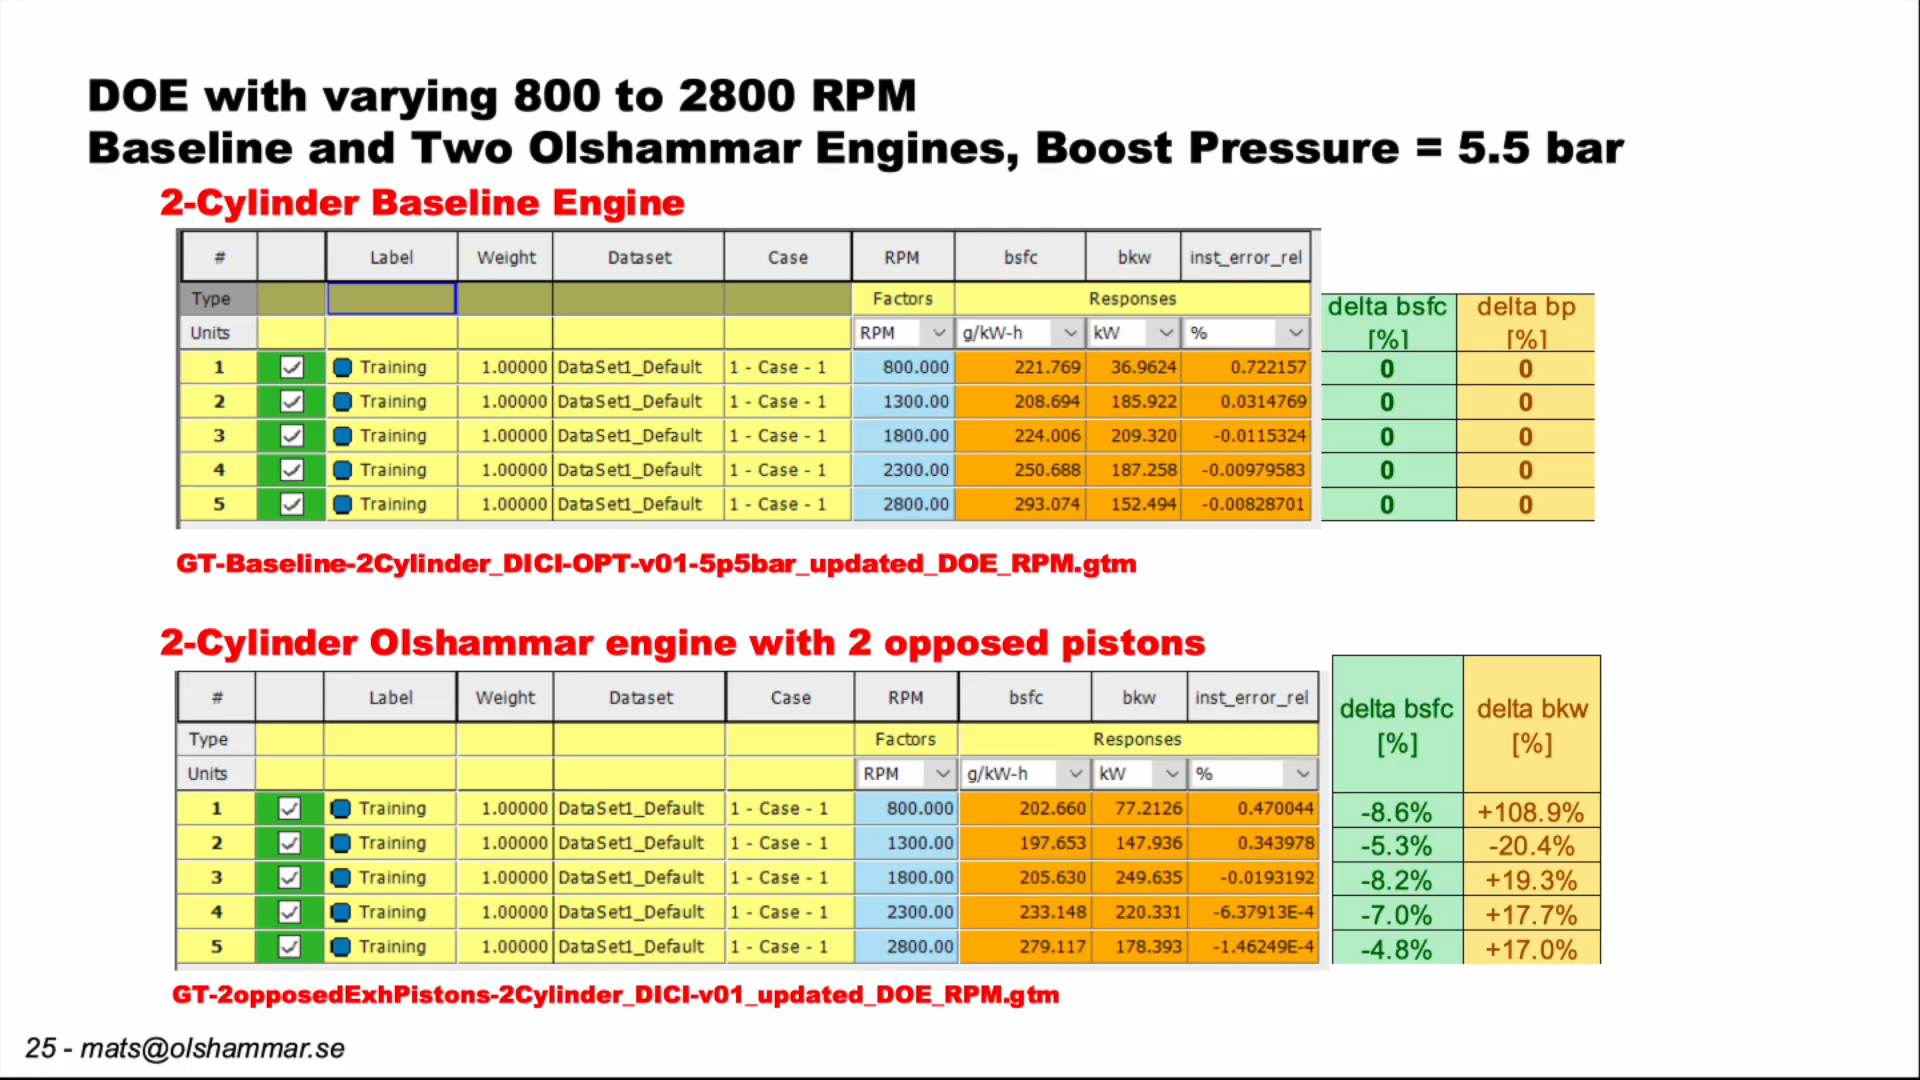 DOE with varying 800 to 2800 RPM
Baseline and Two Olshammar Engines, Boost Pressure = 5.5 bar
2-Cylinder Baseline Engine
# Label Weight Dataset Case RPM bsfc bkw inst_error_rel
Type Factors Responses delta bsfc [%] delta bp [%]
Units RPM g/kW-h kW %
1 Training 1.00000 DataSet1_Default 1 - Case - 1 800.000 221.769 36.9624 0.722157 0 0
2 Training 1.00000 DataSet1_Default 1 - Case - 1 1300.00 208.694 185.922 0.0314769 0 0
3 Training 1.00000 DataSet1_Default 1 - Case - 1 1800.00 224.006 209.320 -0.0115324 0 0
4 Training 1.00000 DataSet1_Default 1 - Case - 1 2300.00 250.688 187.258 -0.00979583 0 0
5 Training 1.00000 DataSet1_Default 1 - Case - 1 2800.00 293.074 152.494 -0.00828701 0 0
GT-Baseline-2Cylinder_DICI-OPT-v01-5p5bar_updated_DOE_RPM.gtm
2-Cylinder Olshammar engine with 2 opposed pistons
# Label Weight Dataset Case RPM bsfc bkw inst_error_rel delta bsfc [%] delta bkw [%]
Type Factors Responses
Units RPM g/kW-h kW %
1 Training 1.00000 DataSet1_Default 1 - Case - 1 800.000 202.660 77.2126 0.470044 -8.6% +108.9%
2 Training 1.00000 DataSet1_Default 1 - Case - 1 1300.00 197.653 147.936 0.343978 -5.3% -20.4%
3 Training 1.00000 DataSet1_Default 1 - Case - 1 1800.00 205.630 249.635 -0.0193192 -8.2% +19.3%
4 Training 1.00000 DataSet1_Default 1 - Case - 1 2300.00 233.148 220.331 -6.37913E-4 -7.0% +17.7%
5 Training 1.00000 DataSet1_Default 1 - Case - 1 2800.00 279.117 178.393 -1.46249E-4 -4.8% +17.0%
GT-2opposedExhPistons-2Cylinder_DICI-v01_updated_DOE_RPM.gtm
25 - mats@olshammar.se